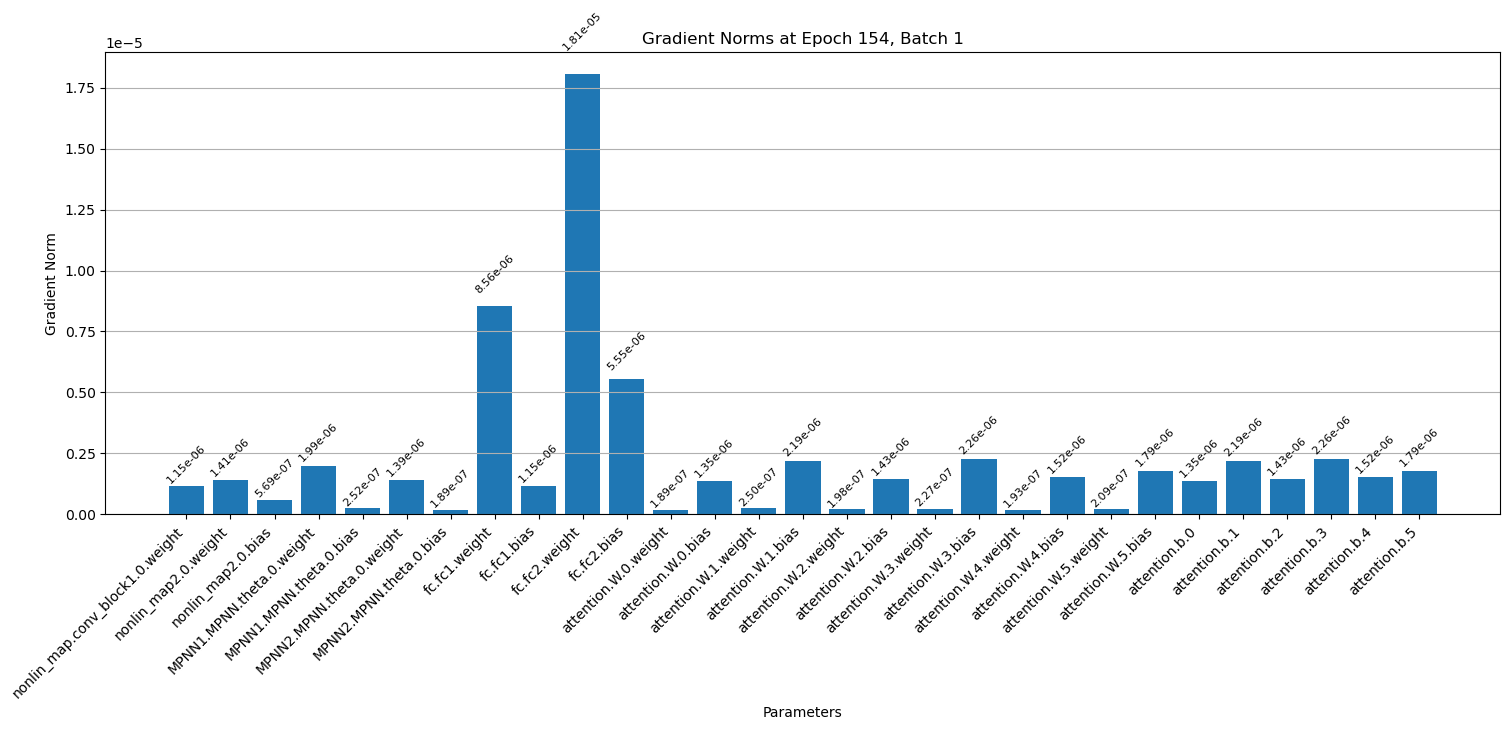 Gradient Norms at Epoch 154, Batch 1
1e−5
1.75
1.50
1.25
1.00
0.75
0.50
0.25
0.00
Gradient Norm
1.15e-06
1.41e-06
5.69e-07
1.99e-06
2.52e-07
1.39e-06
1.89e-07
8.56e-06
1.15e-06
1.81e-05
5.55e-06
1.89e-07
1.35e-06
2.50e-07
2.19e-06
1.98e-07
1.43e-06
2.27e-07
2.26e-06
1.93e-07
1.52e-06
2.09e-07
1.79e-06
1.35e-06
2.19e-06
1.43e-06
2.26e-06
1.52e-06
1.79e-06
nonlin_map.conv_block1.0.weight
nonlin_map2.0.weight
nonlin_map2.0.bias
MPNN1.MPNN.theta.0.weight
MPNN1.MPNN.theta.0.bias
MPNN2.MPNN.theta.0.weight
MPNN2.MPNN.theta.0.bias
fc.fc1.weight
fc.fc1.bias
fc.fc2.weight
fc.fc2.bias
attention.W.0.weight
attention.W.0.bias
attention.W.1.weight
attention.W.1.bias
attention.W.2.weight
attention.W.2.bias
attention.W.3.weight
attention.W.3.bias
attention.W.4.weight
attention.W.4.bias
attention.W.5.weight
attention.W.5.bias
attention.b.0
attention.b.1
attention.b.2
attention.b.3
attention.b.4
attention.b.5
Parameters